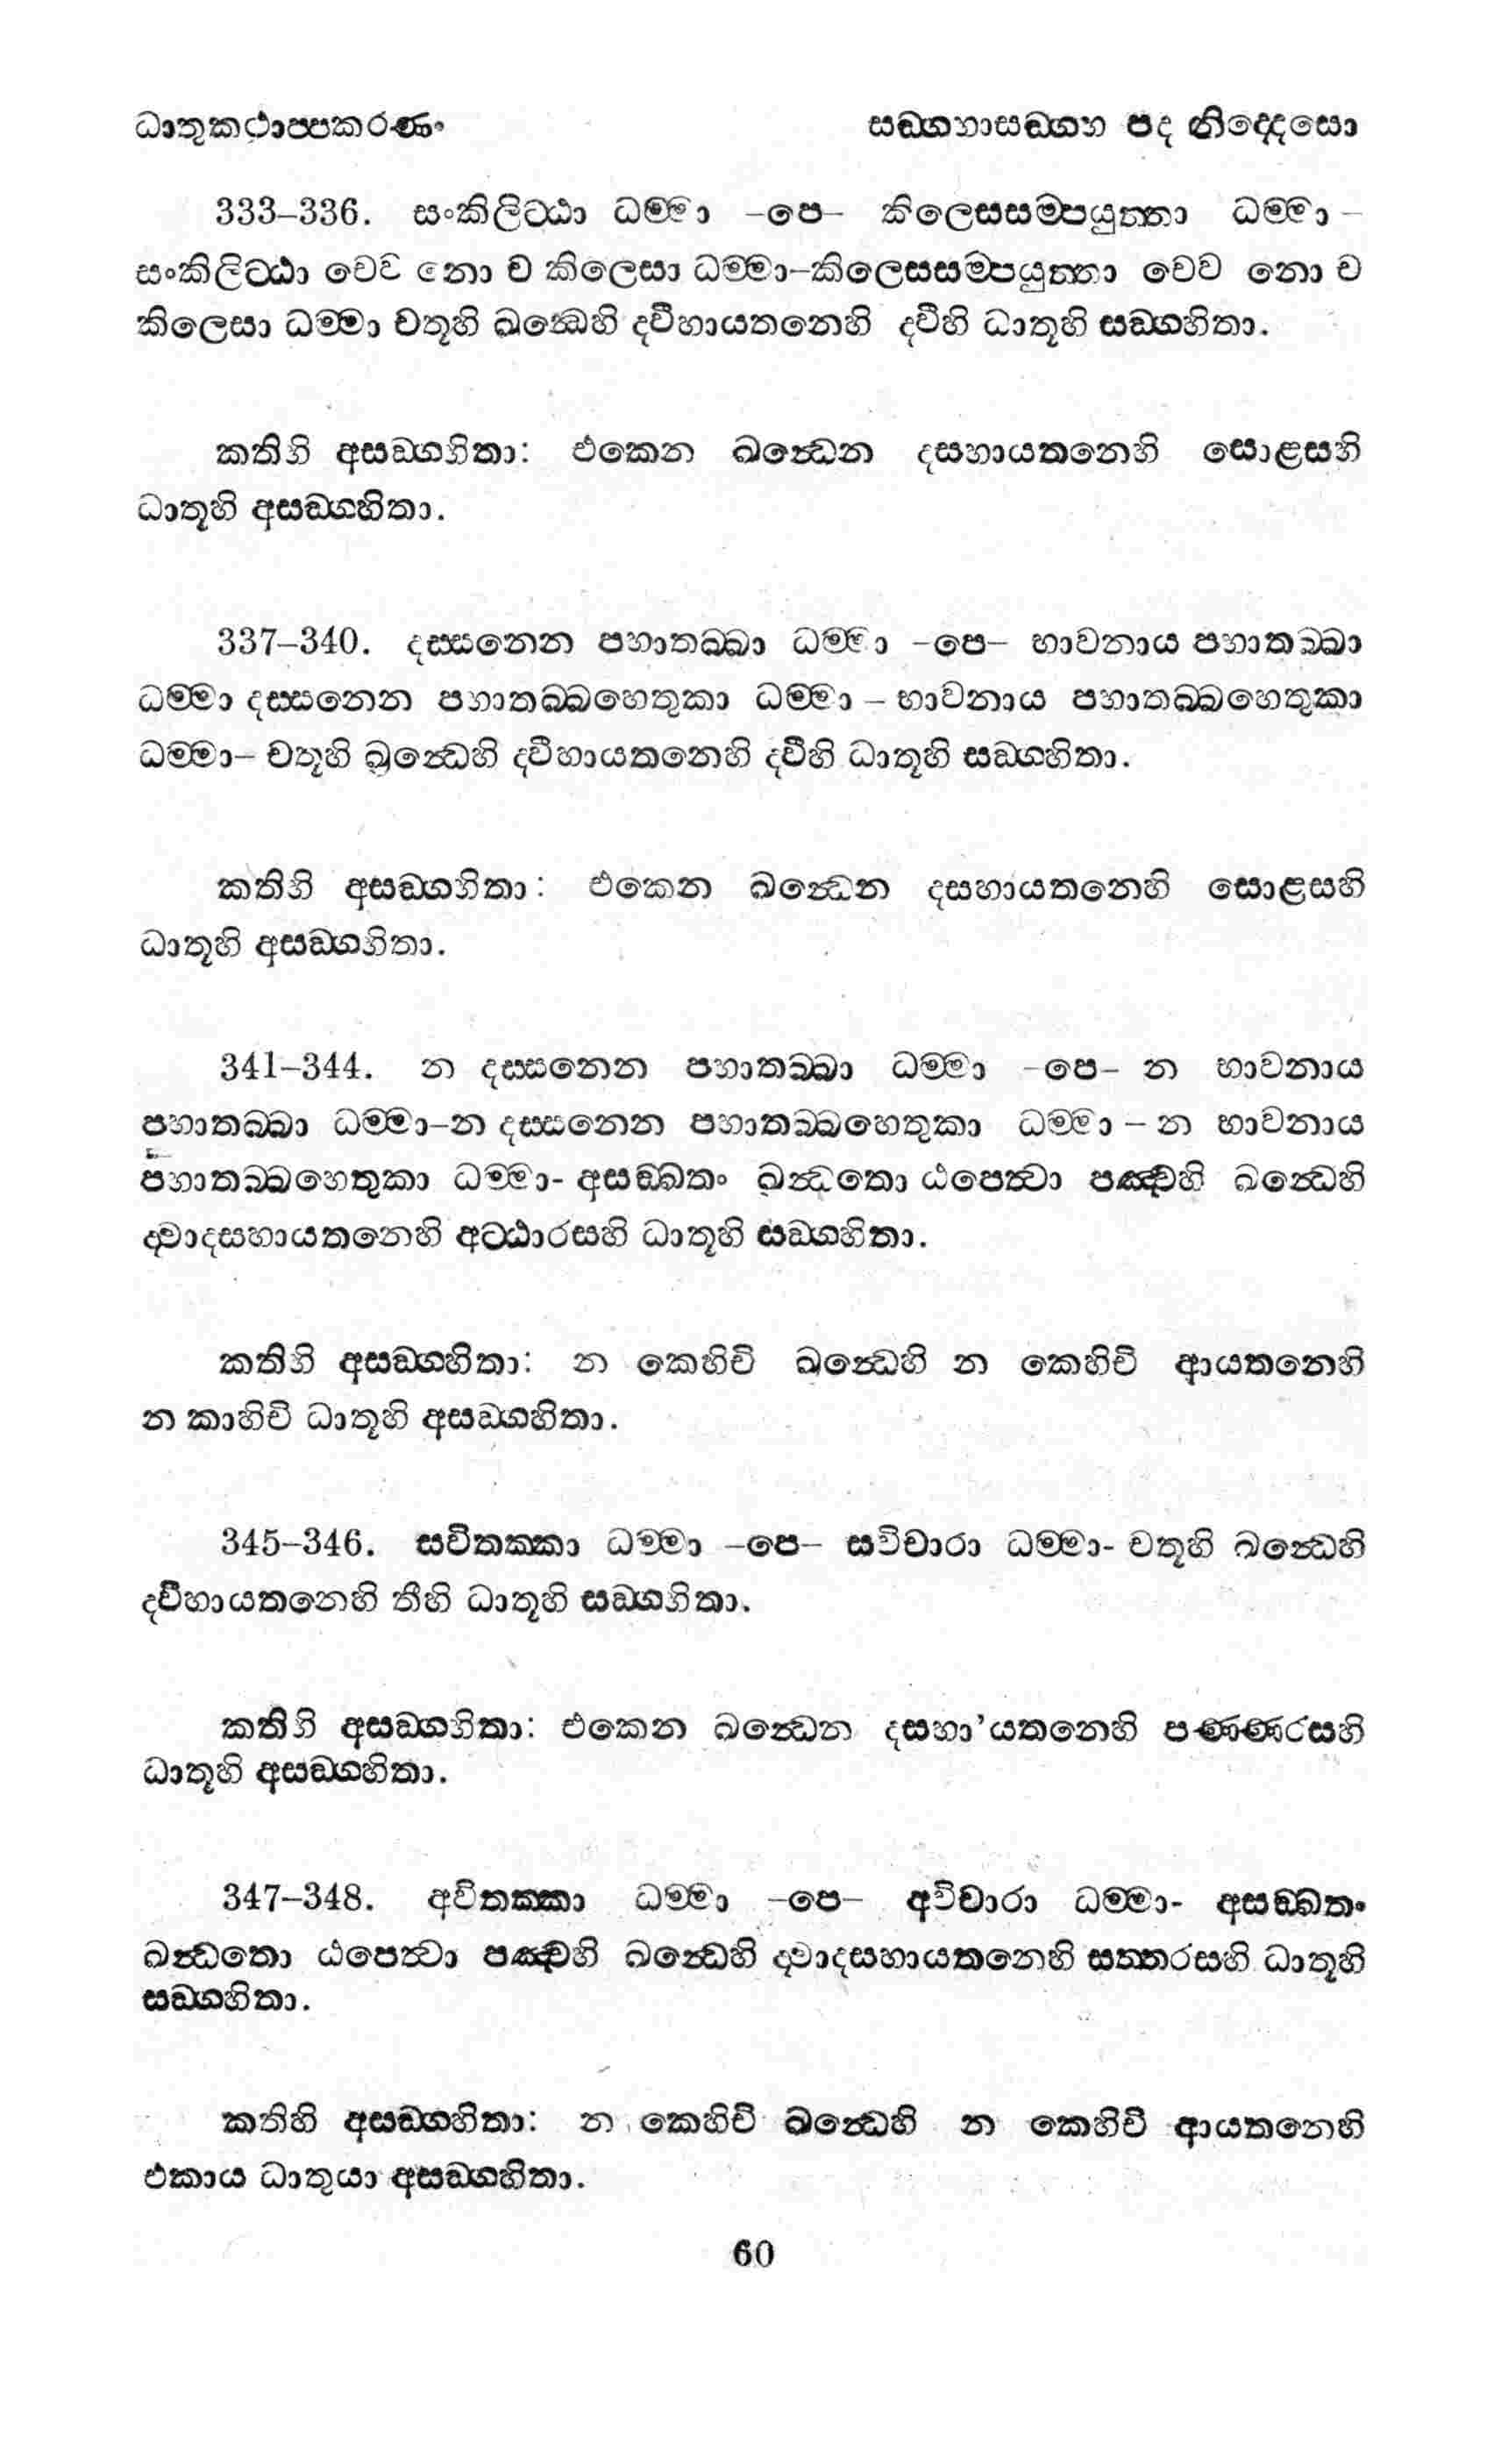 ධාතුකථාප්පකරණං සඞ්ගහාසඞ්ගහ පද නිද්දෙසො
333–336. සංකිලිට්ඨා ධම්මා –පෙ– කිලෙසසම්පයුත්තා ධම්මා –
සංකිලිට්ඨා චෙව නො ච කිලෙසා ධම්මා–කිලෙසසම්පයුත්තා චෙව නො ච
කිලෙසා ධම්මා චතූහි ඛන්ධෙහි ද්වීහායතනෙහි ද්වීහි ධාතූහි සඞ්ගහිතා.
කතිහි අසඞ්ගහිතා: එකෙන ඛන්ධෙන දසහායතනෙහි සොළසහි
ධාතූහි අසඞ්ගහිතා.
337–340. දස්සනෙන පහාතබ්බා ධම්මා –පෙ– භාවනාය පහාතබ්බා
ධම්මා දස්සනෙන පහාතබ්බහෙතුකා ධම්මා – භාවනාය පහාතබ්බහෙතුකා
ධම්මා– චතූහි ඛන්ධෙහි ද්වීහායතනෙහි ද්වීහි ධාතූහි සඞ්ගහිතා.
කතිහි අසඞ්ගහිතා: එකෙන ඛන්ධෙන දසහායතනෙහි සොළසහි
ධාතූහි අසඞ්ගහිතා.
341–344. න දස්සනෙන පහාතබ්බා ධම්මා –පෙ– න භාවනාය
පහාතබ්බා ධම්මා–න දස්සනෙන පහාතබ්බහෙතුකා ධම්මා – න භාවනාය
පහාතබ්බහෙතුකා ධම්මා- අසඞ්ඛතං ඛන්ධතො ඨපෙත්වා පඤ්චහි ඛන්ධෙහි
ද්වාදසහායතනෙහි අට්ඨාරසහි ධාතූහි සඞ්ගහිතා.
කතිහි අසඞ්ගහිතා: න කෙහිචි ඛන්ධෙහි න කෙහිචි ආයතනෙහි
න කාහිචි ධාතූහි අසඞ්ගහිතා.
345–346. සවිතක්කා ධම්මා –පෙ– සවිචාරා ධම්මා- චතූහි ඛන්ධෙහි
ද්වීහායතනෙහි තීහි ධාතූහි සඞ්ගහිතා.
කතිහි අසඞ්ගහිතා: එකෙන ඛන්ධෙන දසහා’යතනෙහි පණ්ණරසහි
ධාතූහි අසඞ්ගහිතා.
347–348. අවිතක්කා ධම්මා –පෙ– අවිචාරා ධම්මා- අසඞ්ඛතං
ඛන්ධතො ඨපෙත්වා පඤ්චහි ඛන්ධෙහි ද්වාදසහායතනෙහි සත්තරසහි ධාතූහි
සඞ්ගහිතා.
කතිහි අසඞ්ගහිතා: න කෙහිචි ඛන්ධෙහි න කෙහිචි ආයතනෙහි
එකාය ධාතුයා අසඞ්ගහිතා.
60